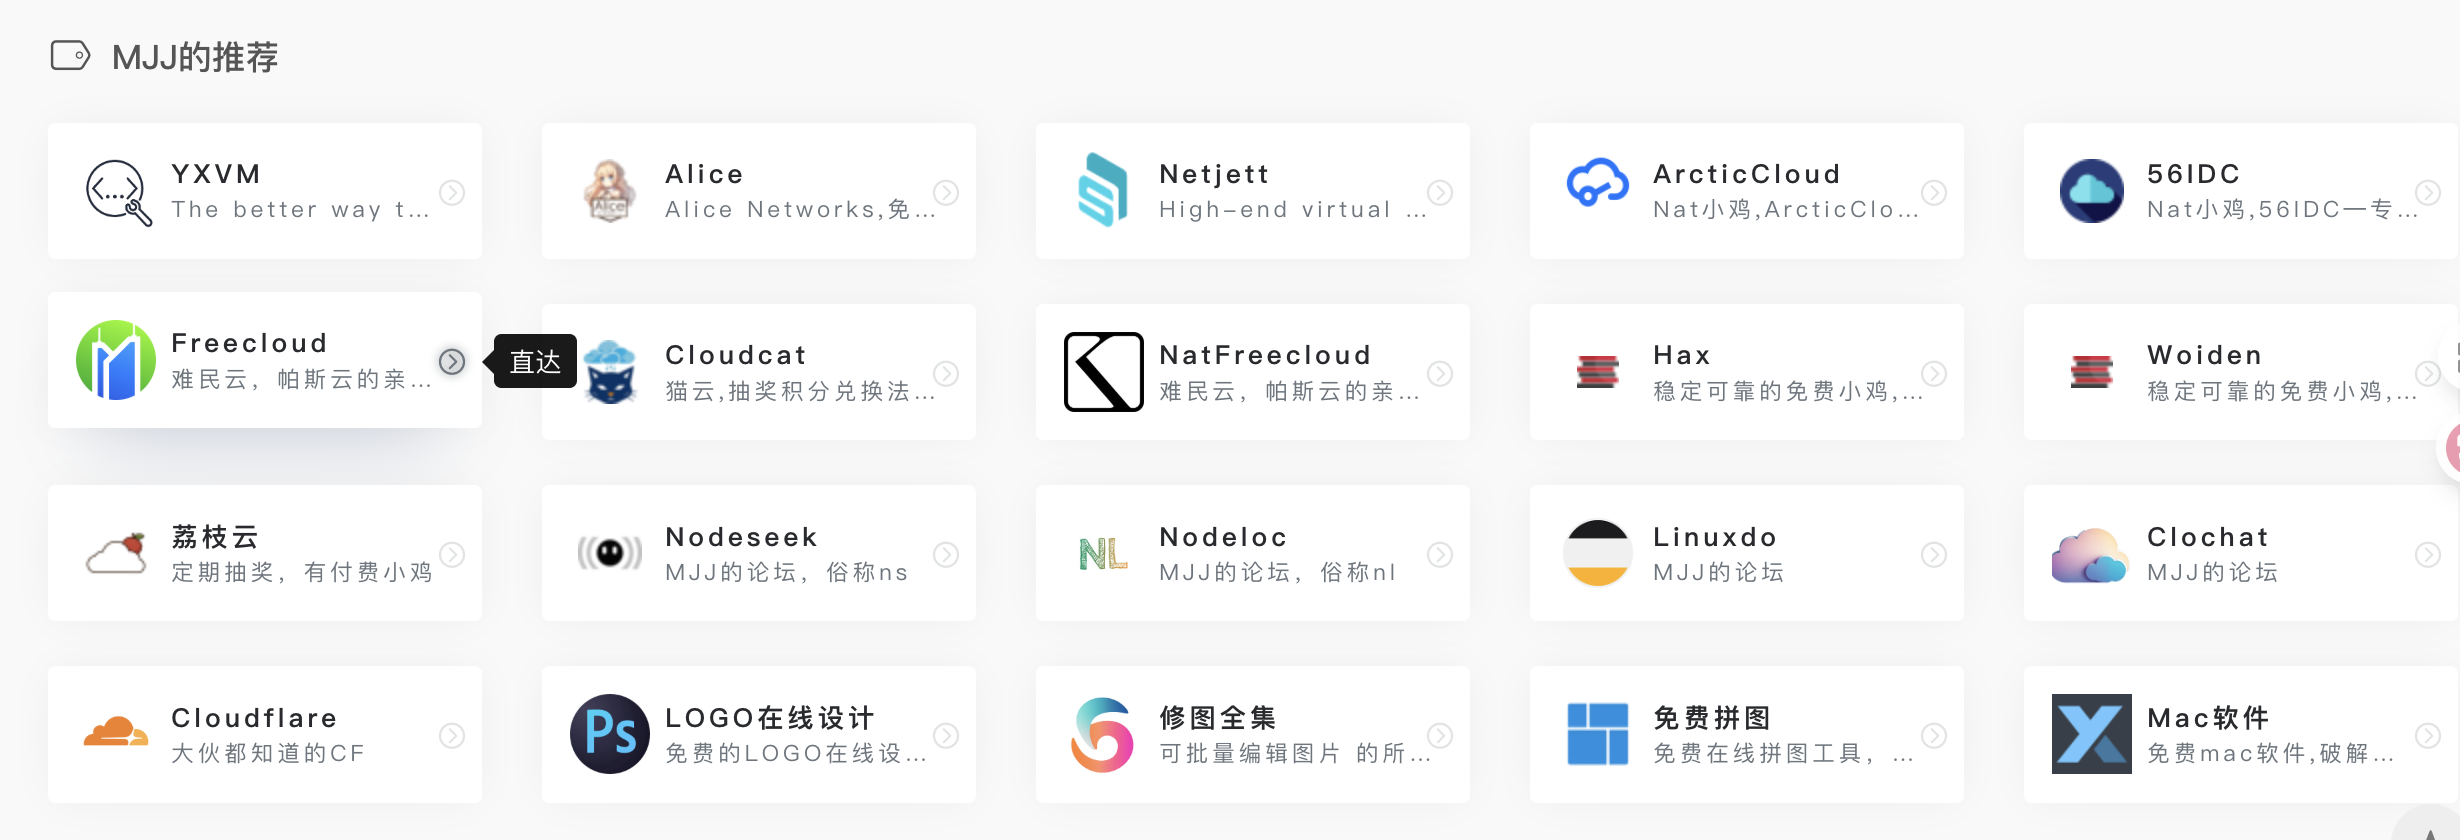 MJJ的推荐
YXVM
The better way t...
Alice
Alice Networks,免...
Netjett
High-end virtual ...
ArcticCloud
Nat小鸡,ArcticClo...
56IDC
Nat小鸡,56IDC一专...
Freecloud
难民云，帕斯云的亲...
直达
Cloudcat
猫云,抽奖积分兑换法...
NatFreecloud
难民云，帕斯云的亲...
Hax
稳定可靠的免费小鸡,...
Woiden
稳定可靠的免费小鸡,...
荔枝云
定期抽奖，有付费小鸡
Nodeseek
MJJ的论坛，俗称ns
NL
Nodeloc
MJJ的论坛，俗称nl
Linuxdo
MJJ的论坛
Clochat
MJJ的论坛
Cloudflare
大伙都知道的CF
Ps
LOGO在线设计
免费的LOGO在线设...
修图全集
可批量编辑图片 的所...
免费拼图
免费在线拼图工具，...
Mac软件
免费mac软件,破解...